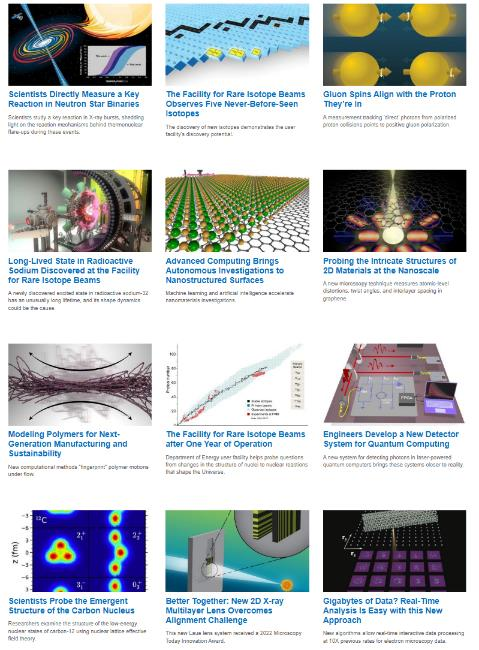 Scientists Directly Measure a Key
Reaction in Neutron Star Binaries
Scientists study a key reaction in X-ray bursts, shedding
light on the reaction mechanisms behind thermonuclear
flare-ups during these events.
The Facility for Rare Isotope Beams
Observes Five Never-Before-Seen
Isotopes
The discovery of new isotopes demonstrates the user
facility's discovery potential.
Gluon Spins Align with the Proton
They're In
A measurement tracking 'direct' photons from polarized
proton collisions points to positive gluon polarization.
Long-Lived State in Radioactive
Sodium Discovered at the Facility
for Rare Isotope Beams
A newly discovered excited state in radioactive sodium-32
has an unusually long lifetime, and its shape dynamics
could be the cause.
Advanced Computing Brings
Autonomous Investigations to
Nanostructured Surfaces
Machine learning and artificial intelligence accelerate
nanomaterials investigations.
Probing the Intricate Structures of
2D Materials at the Nanoscale
A new microscopy technique measures atomic-level
distortions, twist angles, and interlayer spacing in
graphene.
Modeling Polymers for Next-
Generation Manufacturing and
Sustainability
New computational methods "fingerprint" polymer motions
under flow.
The Facility for Rare Isotope Beams
after One Year of Operation
Department of Energy user facility helps probe questions
from changes in the structure of nuclei to nuclear reactions
that shape the Universe.
FPGA
Engineers Develop a New Detector
System for Quantum Computing
A new system for detecting photons in laser-powered
quantum computers brings these systems closer to reality.
z (fm)
3
0
-3
12C
Scientists Probe the Emergent
Structure of the Carbon Nucleus
Researchers examine the structure of the low-energy
nuclear states of carbon-12 using nuclear lattice effective
field theory.
Better Together: New 2D X-ray
Multilayer Lens Overcomes
Alignment Challenge
This new Laue lens system received a 2022 Microscopy
Today Innovation Award.
Gigabytes of Data? Real-Time
Analysis Is Easy with this New
Approach
New algorithms allow real-time interactive data processing
at 10X previous rates for electron microscopy data.